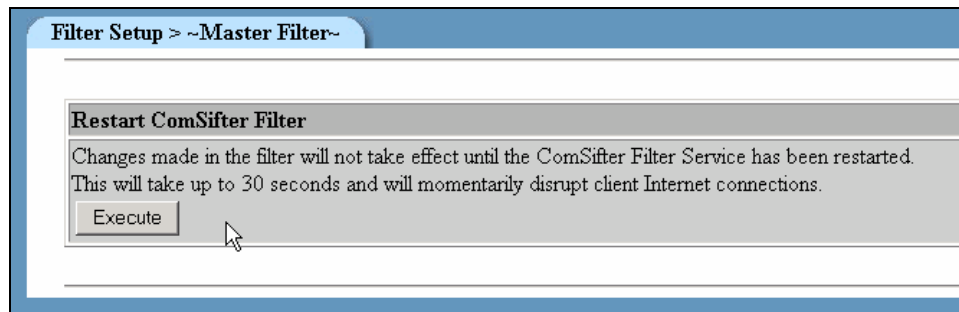 Filter Setup > ~Master Filter~
Restart ComSifter Filter
Changes made in the filter will not take effect until the ComSifter Filter Service has been restarted.
This will take up to 30 seconds and will momentarily disrupt client Internet connections.
Execute